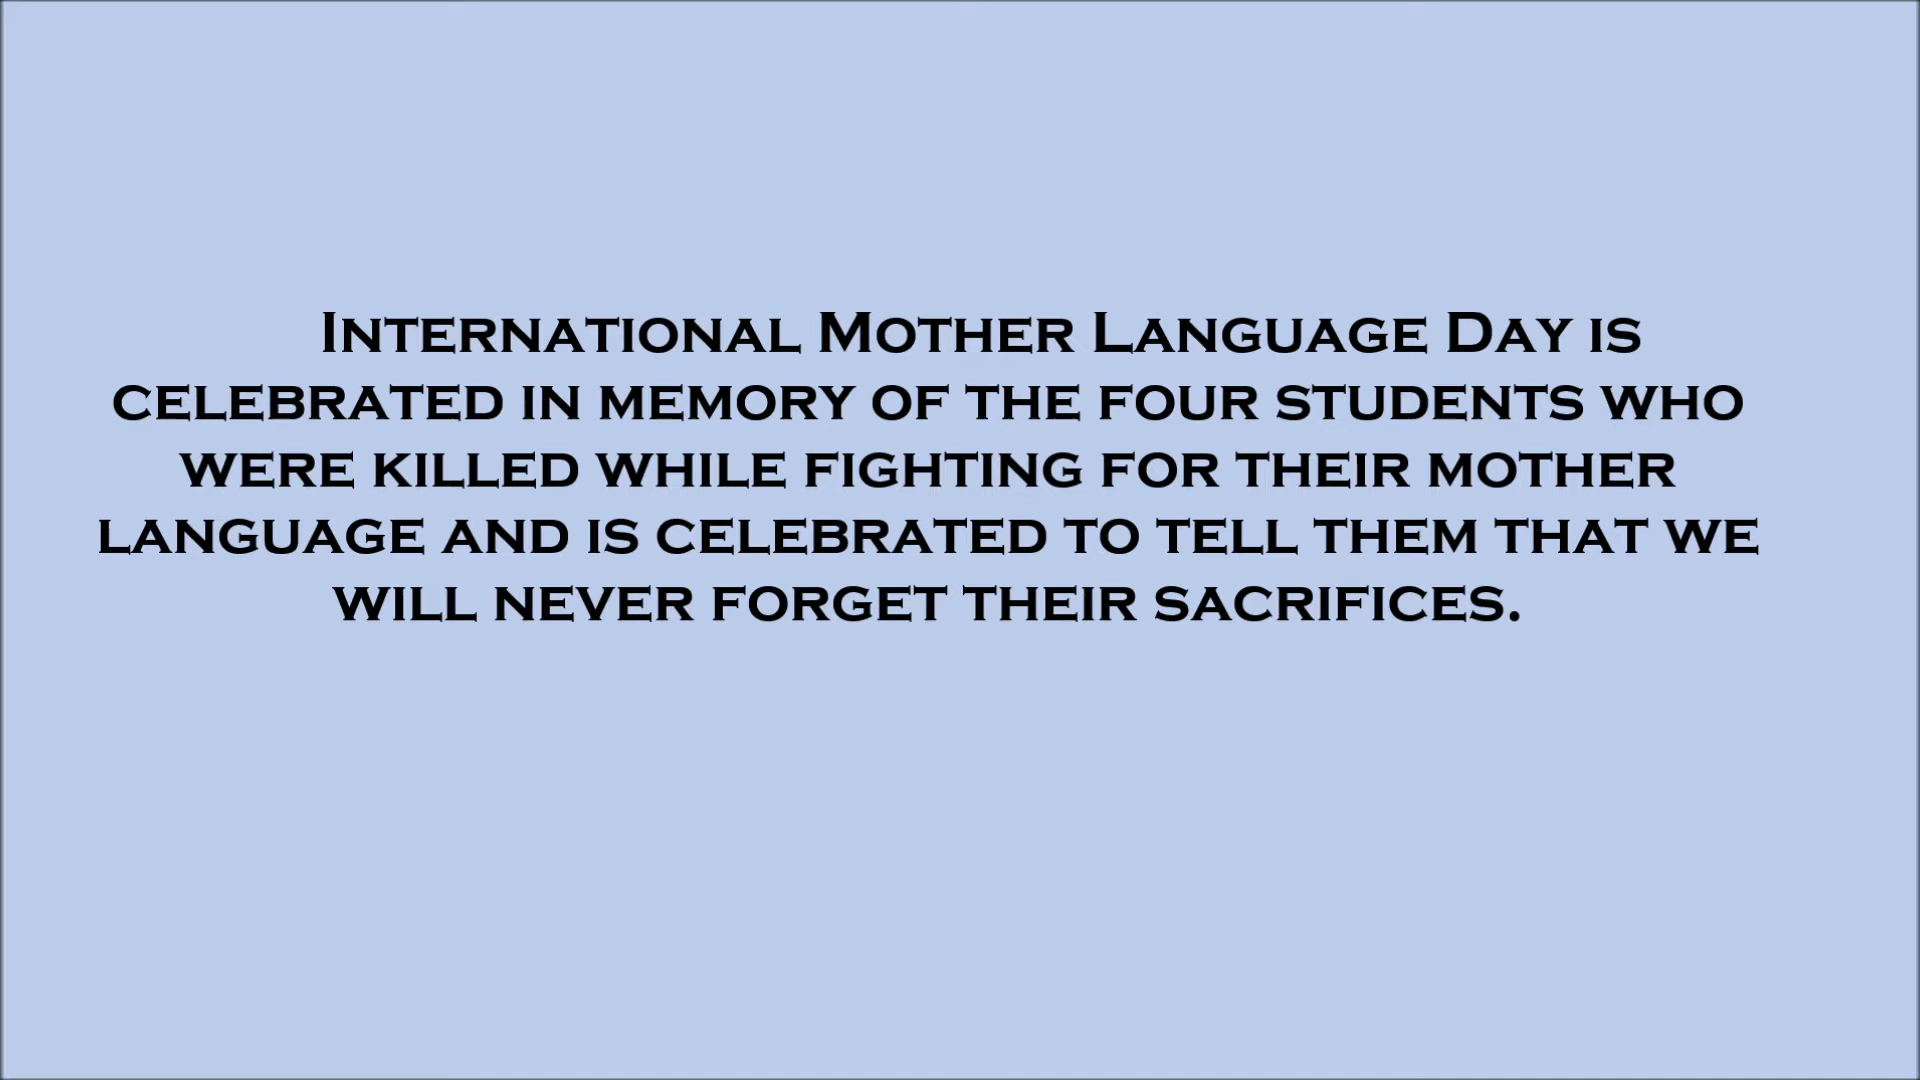 International Mother Language Day is
celebrated in memory of the four students who
were killed while fighting for their mother
language and is celebrated to tell them that we
will never forget their sacrifices.